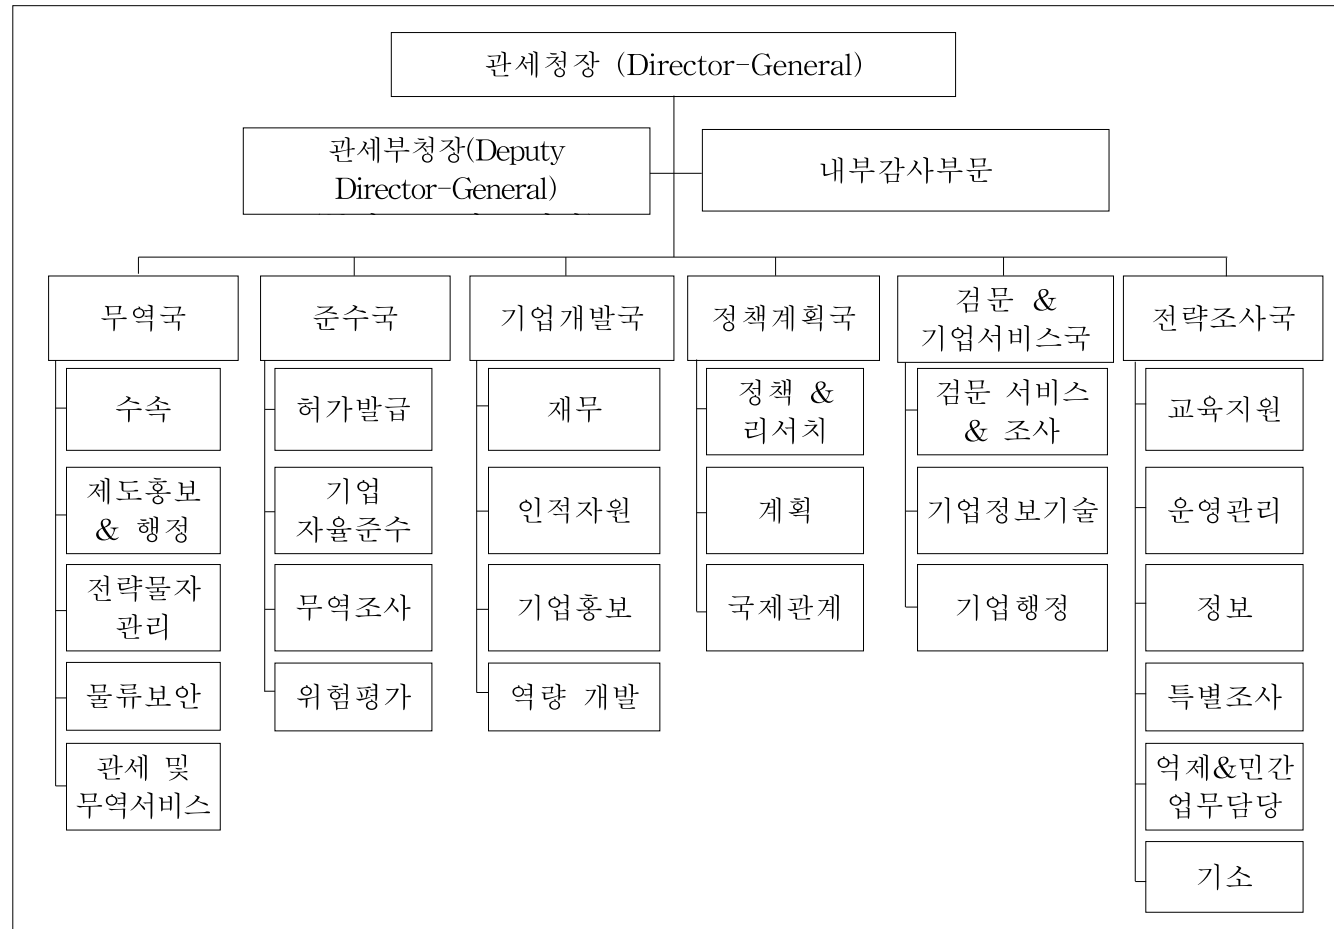 관세청장 (Director-General)
관세부청장(Deputy
Director-General)
내부감사부문
무역국
수속
제도홍보
& 행정
전략물자
관리
물류보안
관세 및
무역서비스
준수국
허가발급
기업
자율준수
무역조사
위험평가
기업개발국
재무
인적자원
기업홍보
역량 개발
정책계획국
정책 &
리서치
계획
국제관계
검문 &
기업서비스국
검문 서비스
& 조사
기업정보기술
기업행정
전략조사국
교육지원
운영관리
정보
특별조사
억제&민간
업무담당
기소